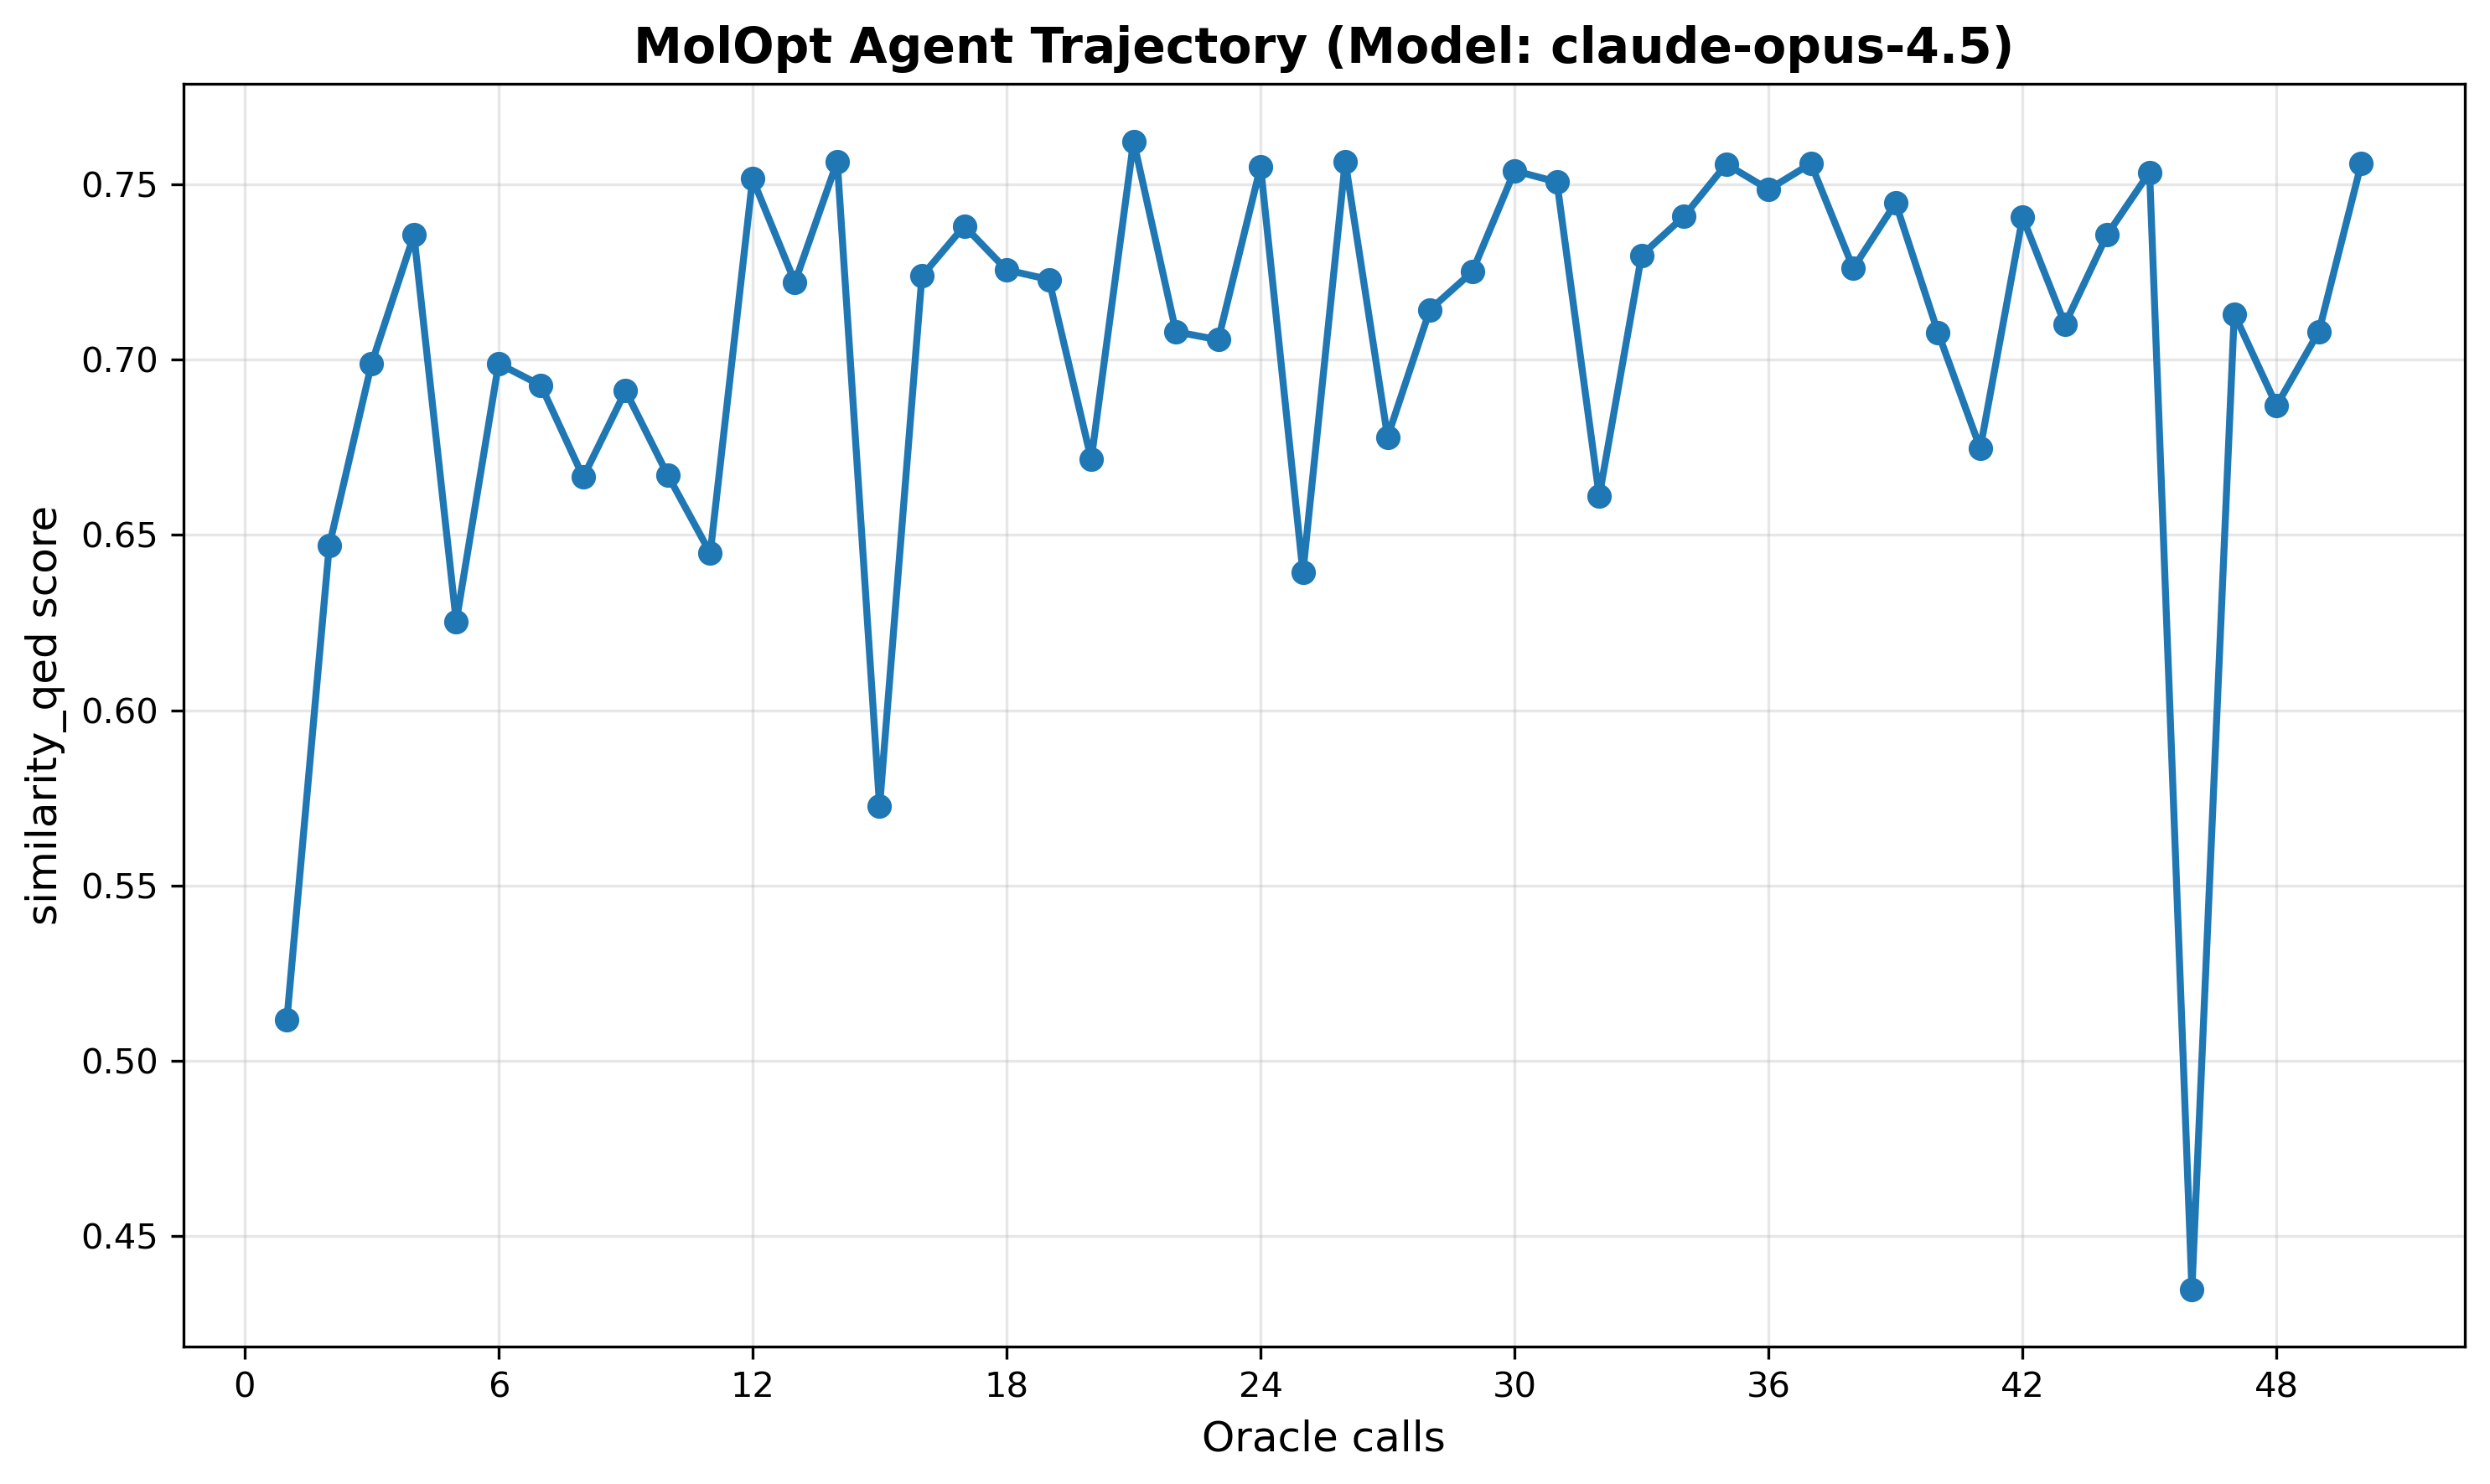 MolOpt Agent Trajectory (Model: claude-opus-4.5)
similarity_qed score
0.75
0.70
0.65
0.60
0.55
0.50
0.45
0 6 12 18 24 30 36 42 48
Oracle calls